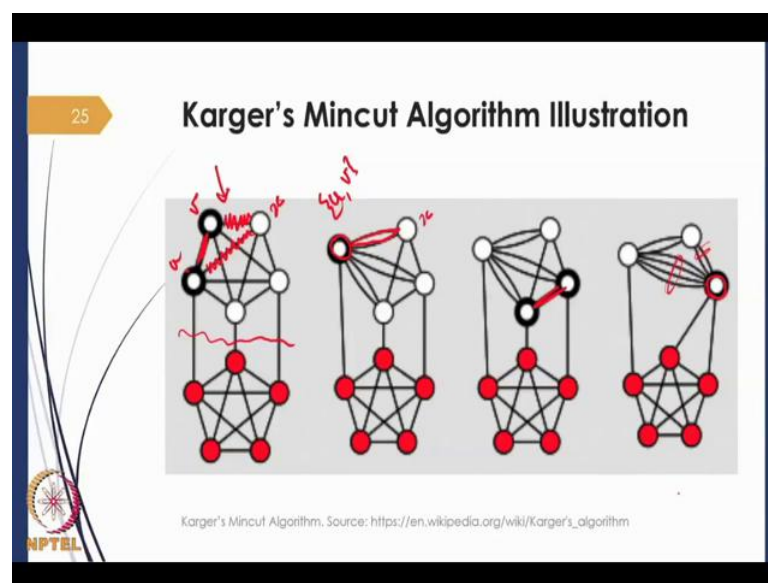 25
Karger's Mincut Algorithm Illustration
{u, v}
v
x
x
u
NPTEL
Karger's Mincut Algorithm. Source: https://en.wikipedia.org/wiki/Karger's_algorithm